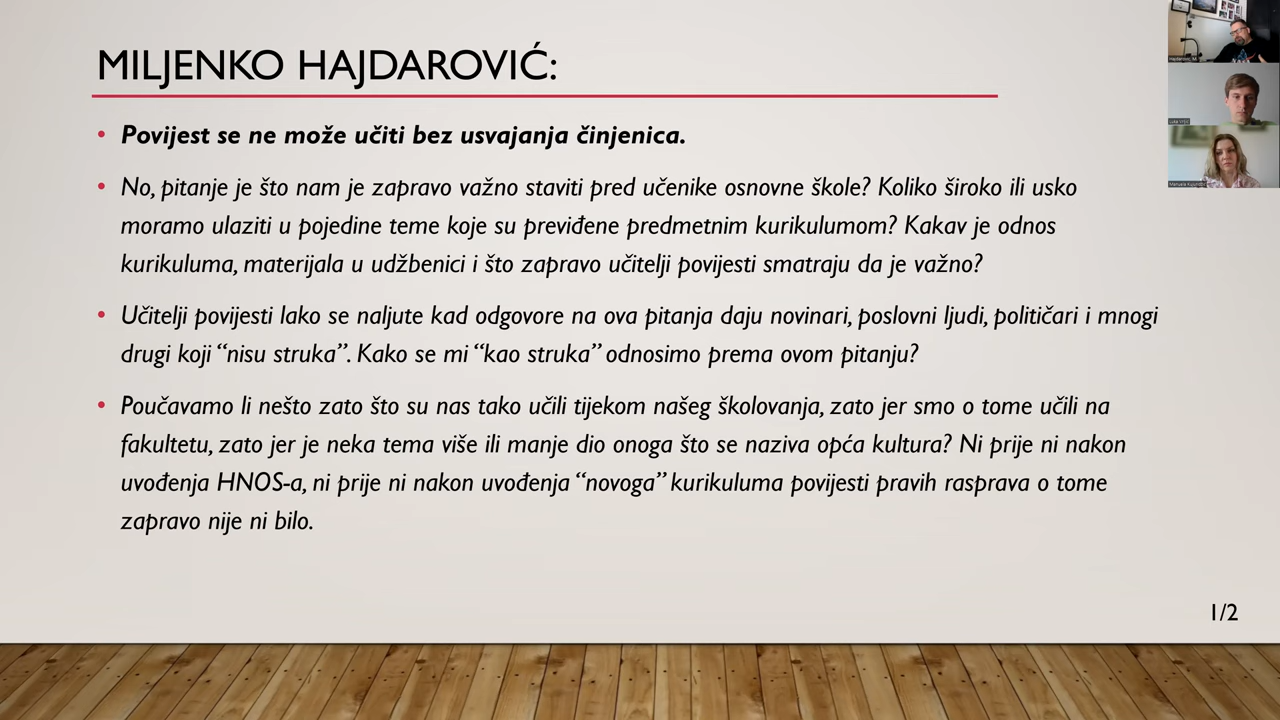 MILJENKO HAJDAROVIĆ:
• Povijest se ne može učiti bez usvajanja činjenica.
• No, pitanje je što nam je zapravo važno staviti pred učenike osnovne škole? Koliko široko ili usko
moramo ulaziti u pojedine teme koje su previđene predmetnim kurikulumom? Kakav je odnos
kurikuluma, materijala u udžbenici i što zapravo učitelji povijesti smatraju da je važno?
• Učitelji povijesti lako se naljute kad odgovore na ova pitanja daju novinari, poslovni ljudi, političari i mnogi
drugi koji “nisu struka”. Kako se mi “kao struka” odnosimo prema ovom pitanju?
• Poučavamo li nešto zato što su nas tako učili tijekom našeg školovanja, zato jer smo o tome učili na
fakultetu, zato jer je neka tema više ili manje dio onoga što se naziva opća kultura? Ni prije ni nakon
uvođenja HNOS-a, ni prije ni nakon uvođenja “novoga” kurikuluma povijesti pravih rasprava o tome
zapravo nije ni bilo.
1/2